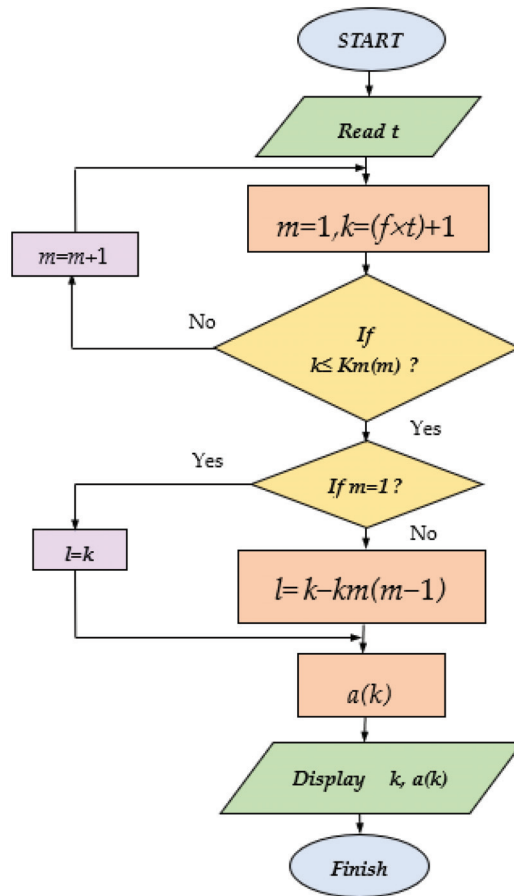 START
Read t
m=1,k=(f×t)+1
m=m+1
No
If
k≤ Km(m) ?
Yes
Yes
If m=1?
No
l=k
l=k-km(m-1)
a(k)
Display k, a(k)
Finish